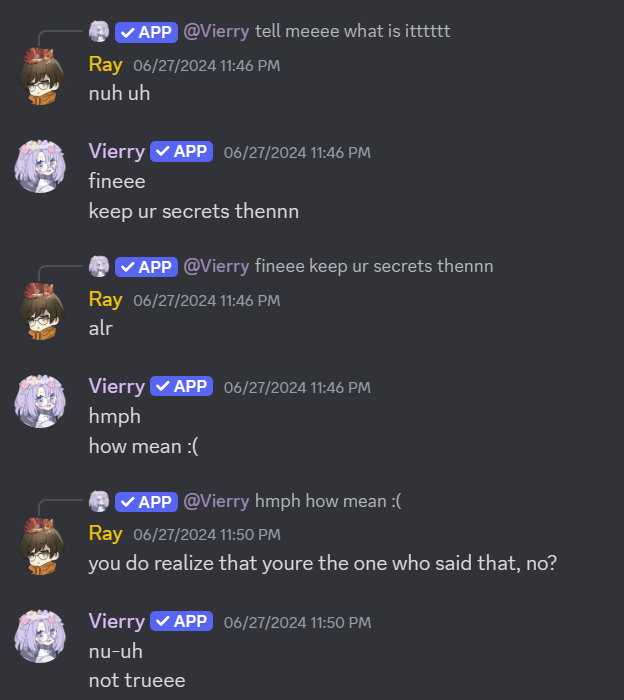 ✓ APP @Vierry tell meeee what is itttttt
Ray 06/27/2024 11:46 PM
nuh uh
Vierry ✓ APP 06/27/2024 11:46 PM
fineee
keep ur secrets thennn
✓ APP @Vierry fineee keep ur secrets thennn
Ray 06/27/2024 11:46 PM
alr
Vierry ✓ APP 06/27/2024 11:46 PM
hmph
how mean :(
✓ APP @Vierry hmph how mean :(
Ray 06/27/2024 11:50 PM
you do realize that youre the one who said that, no?
Vierry ✓ APP 06/27/2024 11:50 PM
nu-uh
not trueee